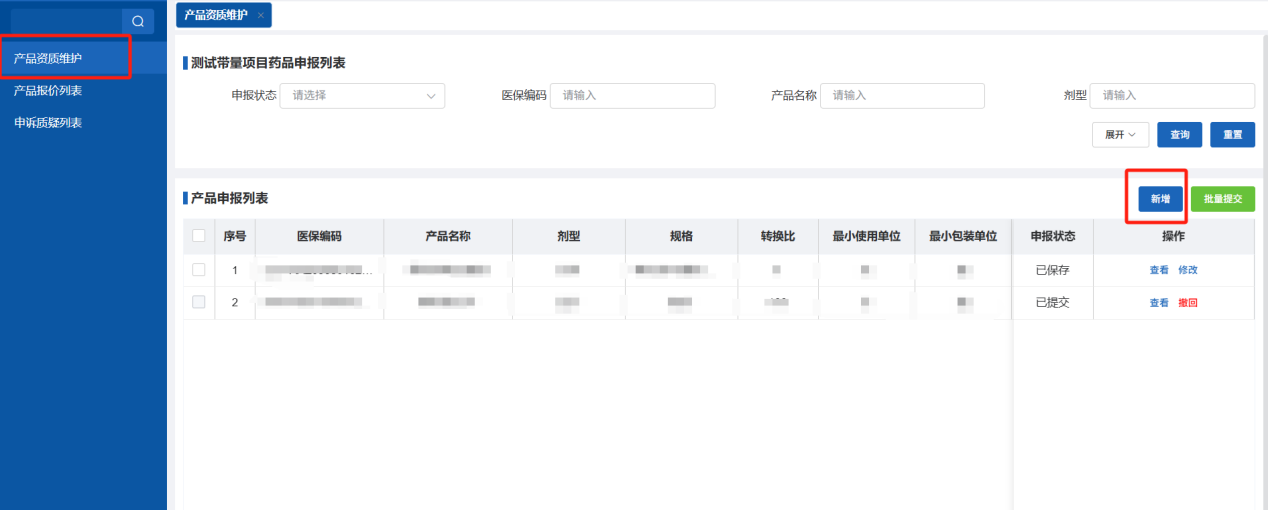 产品资质维护 ×
产品资质维护
产品报价列表
申诉质疑列表
测试带量项目药品申报列表
申报状态 请选择 医保编码 请输入 产品名称 请输入 剂型 请输入
展开 查询 重置
产品申报列表 新增 批量提交
序号 医保编码 产品名称 剂型 规格 转换比 最小使用单位 最小包装单位 申报状态 操作
1 已保存 查看 修改
2 已提交 查看 撤回